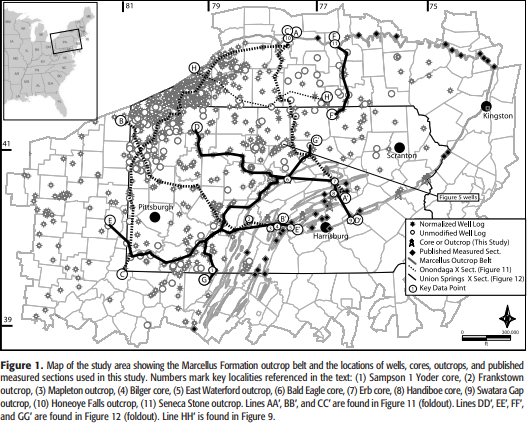 81
79
77
75
41
39
C
A
10
F
11
H
H
B
D
F'
G'
E
C'
G
B'
E'
A'
D'
Kingston
Scranton
Pittsburgh
Harrisburg
Figure 5 wells
Normalized Well Log
Unmodified Well Log
Core or Outcrop (This Study)
Published Measured Sect.
Marcellus Outcrop Belt
Onondaga X Sect. (Figure 11)
Union Springs X Sect. (Figure 12)
Key Data Point
0
300,000
ft
Figure 1. Map of the study area showing the Marcellus Formation outcrop belt and the locations of wells, cores, outcrops, and published
measured sections used in this study. Numbers mark key localities referenced in the text: (1) Sampson 1 Yoder core, (2) Frankstown
outcrop, (3) Mapleton outcrop, (4) Bilger core, (5) East Waterford outcrop, (6) Bald Eagle core, (7) Erb core, (8) Handiboe core, (9) Swatara Gap
outcrop, (10) Honeoye Falls outcrop, (11) Seneca Stone outcrop. Lines AA', BB', and CC' are found in Figure 11 (foldout). Lines DD', EE', FF',
and GG' are found in Figure 12 (foldout). Line HH' is found in Figure 9.